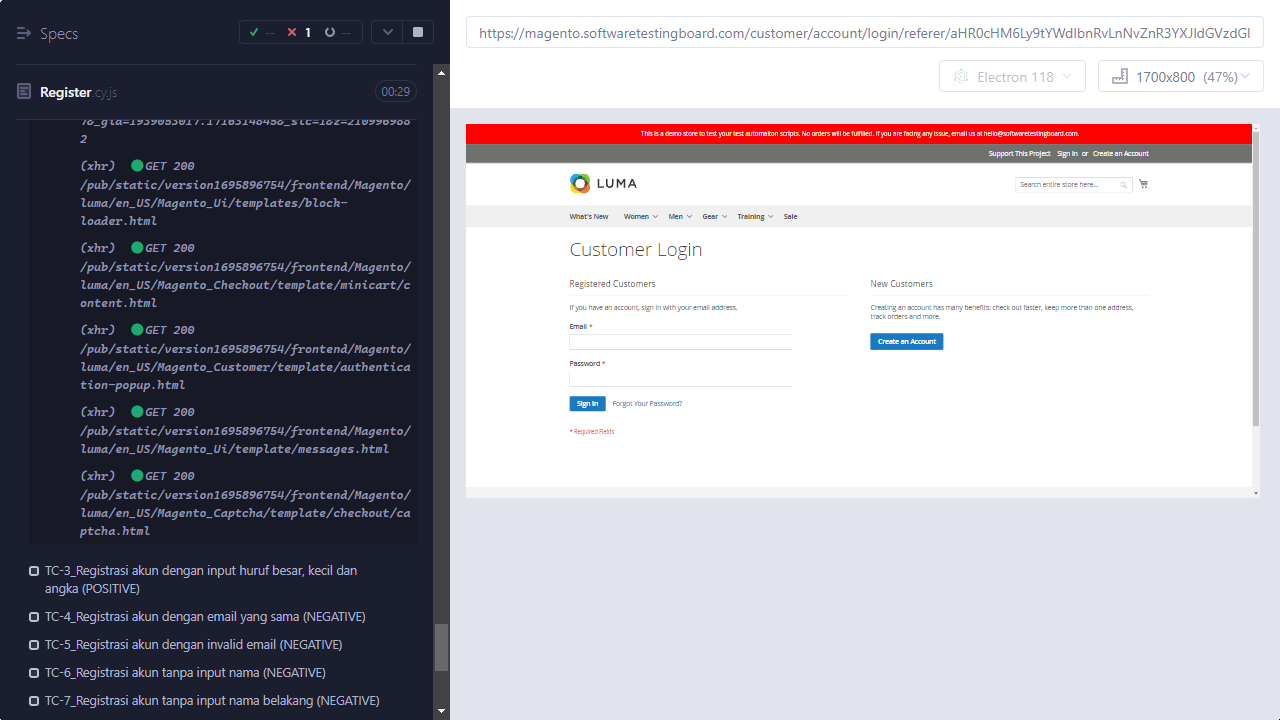 Specs
-- 1 --
Register.cy.js
00:29
2
(xhr) GET 200
/pub/static/version1695896754/frontend/Magento/
luma/en_US/Magento_Ui/templates/block-
loader.html
(xhr) GET 200
/pub/static/version1695896754/frontend/Magento/
luma/en_US/Magento_Checkout/template/minicart/c
ontent.html
(xhr) GET 200
/pub/static/version1695896754/frontend/Magento/
luma/en_US/Magento_Customer/template/authentica
tion-popup.html
(xhr) GET 200
/pub/static/version1695896754/frontend/Magento/
luma/en_US/Magento_Ui/template/messages.html
(xhr) GET 200
/pub/static/version1695896754/frontend/Magento/
luma/en_US/Magento_Captcha/template/checkout/ca
ptcha.html
TC-3_Registrasi akun dengan input huruf besar, kecil dan
angka (POSITIVE)
TC-4_Registrasi akun dengan email yang sama (NEGATIVE)
TC-5_Registrasi akun dengan invalid email (NEGATIVE)
TC-6_Registrasi akun tanpa input nama (NEGATIVE)
TC-7_Registrasi akun tanpa input nama belakang (NEGATIVE)
https://magento.softwaretestingboard.com/customer/account/login/referer/aHR0cHM6Ly9tYWdlbnRvLnNvZnR3YXJldGVzdGl
Electron 118
1700x800 (47%)
This is a demo store to test your test automaiton scripts. No orders will be fulfilled. If you are facing any issue, email us at hello@softwaretestingboard.com.
Support This Project Sign In or Create an Account
LUMA
Search entire store here...
What's New Women Men Gear Training Sale
Customer Login
Registered Customers
If you have an account, sign in with your email address.
Email *
Password *
Sign In Forgot Your Password?
* Required Fields
New Customers
Creating an account has many benefits: check out faster, keep more than one address,
track orders and more.
Create an Account